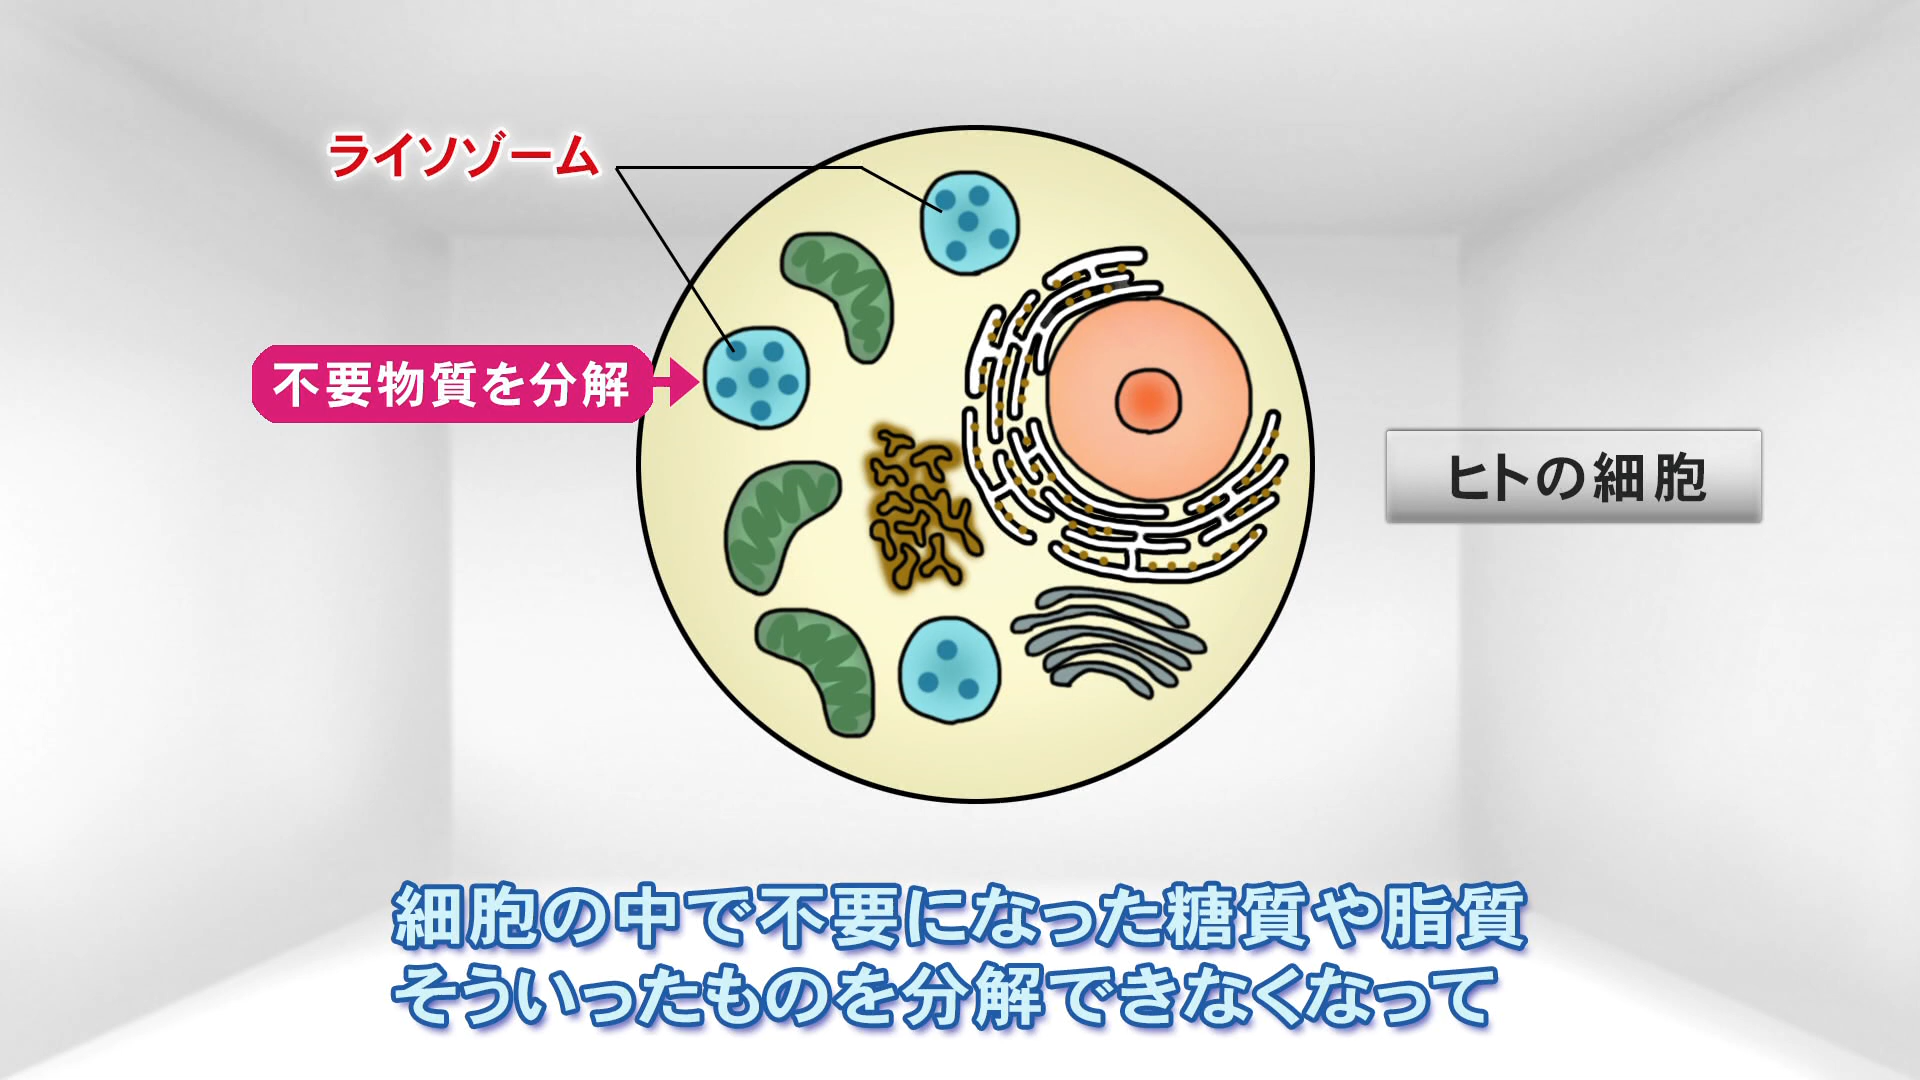 ライソゾーム
不要物質を分解
ヒトの細胞
細胞の中で不要になった糖質や脂質
そういったものを分解できなくなって